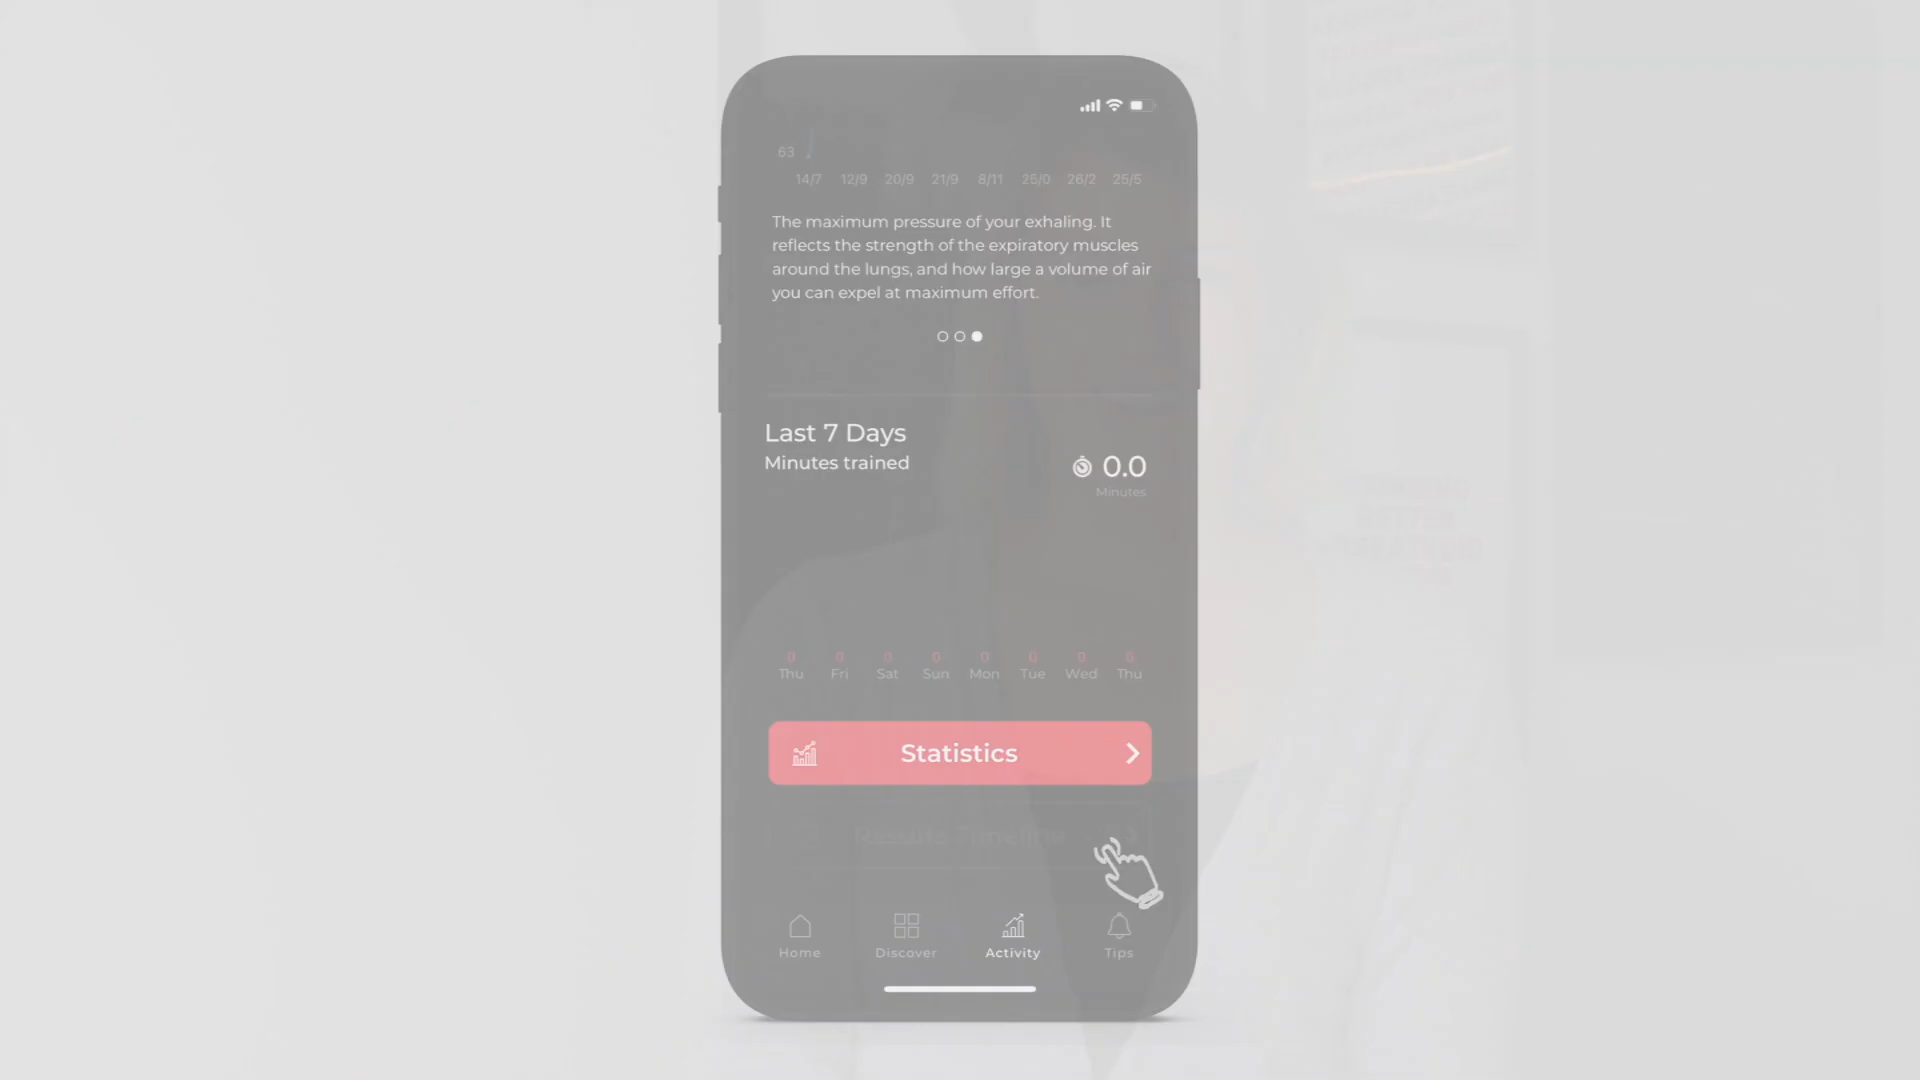 63
14/7 12/9 20/9 21/9 8/11 25/0 26/2 25/5
The maximum pressure of your exhaling. It
reflects the strength of the expiratory muscles
around the lungs, and how large a volume of air
you can expel at maximum effort.
Last 7 Days
Minutes trained
0.0
Minutes
0 0 0 0 0 0 0 0
Thu Fri Sat Sun Mon Tue Wed Thu
Statistics
Results Timeline
Home Discover Activity Tips